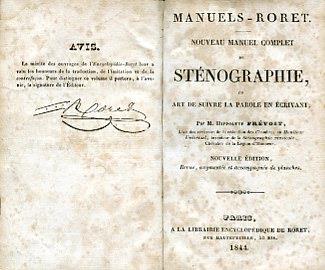 AVIS.
Le mérite des ouvrages de l'Encyclopédie-Roret leur a
valu les honneurs de la traduction, de l'imitation et de la
contrefaçon. Pour distinguer ce volume il portera, à l'ave-
nir, la signature de l'Éditeur.
Roret
MANUELS-RORET.
NOUVEAU MANUEL COMPLET
DE
STÉNOGRAPHIE,
OU
ART DE SUIVRE LA PAROLE EN ÉCRIVANT,
PAR M. HIPPOLYTE PRÉVOST,
NOUVELLE ÉDITION,
Revue, augmentée et accompagnée de planches.
PARIS,
A LA LIBRAIRIE ENCYCLOPÉDIQUE DE RORET,
RUE HAUTEFEUILLE, 10 BIS.
1844.